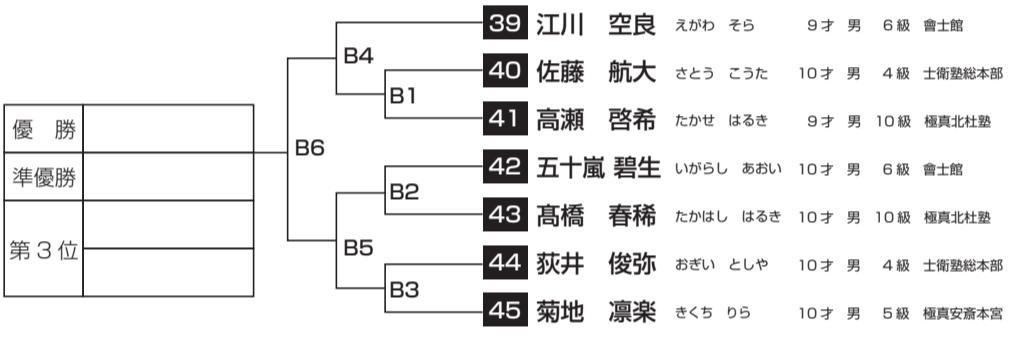 39 江川 空良 えがわ そら 9才 男 6級 會士館
B4
40 佐藤 航大 さとう こうた 10才 男 4級 士衛塾総本部
B1
41 高瀬 啓希 たかせ はるき 9才 男 10級 極真北杜塾
優 勝
B6
42 五十嵐 碧生 いがらし あおい 10才 男 6級 會士館
準優勝
B2
43 髙橋 春稀 たかはし はるき 10才 男 10級 極真北杜塾
第3位
B5
44 荻井 俊弥 おぎい としや 10才 男 4級 士衛塾総本部
B3
45 菊地 凛楽 きくち りら 10才 男 5級 極真安斎本宮